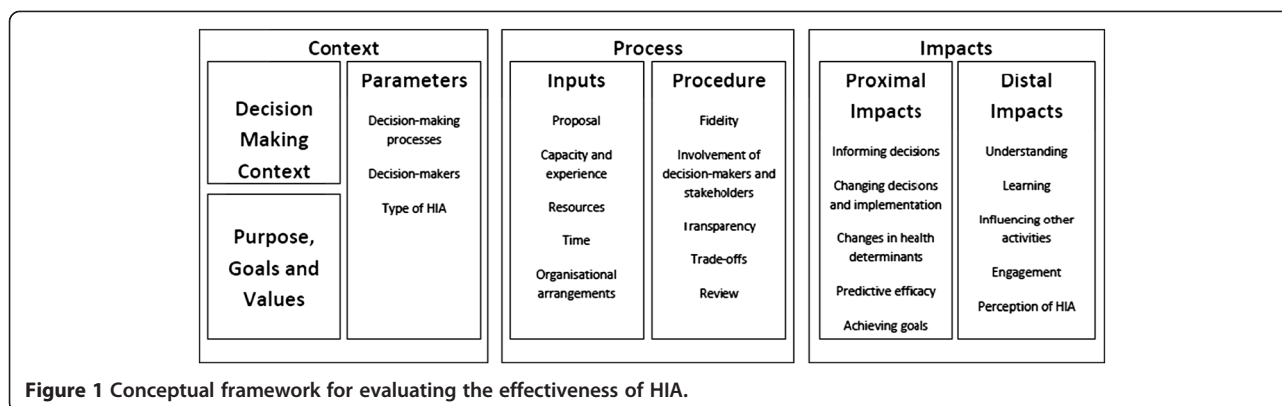 Context
Decision
Making
Context
Purpose,
Goals and
Values
Parameters
Decision-making
processes
Decision-makers
Type of HIA
Process
Inputs
Proposal
Capacity and
experience
Resources
Time
Organisational
arrangements
Procedure
Fidelity
Involvement of
decision-makers and
stakeholders
Transparency
Trade-offs
Review
Impacts
Proximal
Impacts
Informing decisions
Changing decisions
and implementation
Changes in health
determinants
Predictive efficacy
Achieving goals
Distal
Impacts
Understanding
Learning
Influencing other
activities
Engagement
Perception of HIA
Figure 1 Conceptual framework for evaluating the effectiveness of HIA.